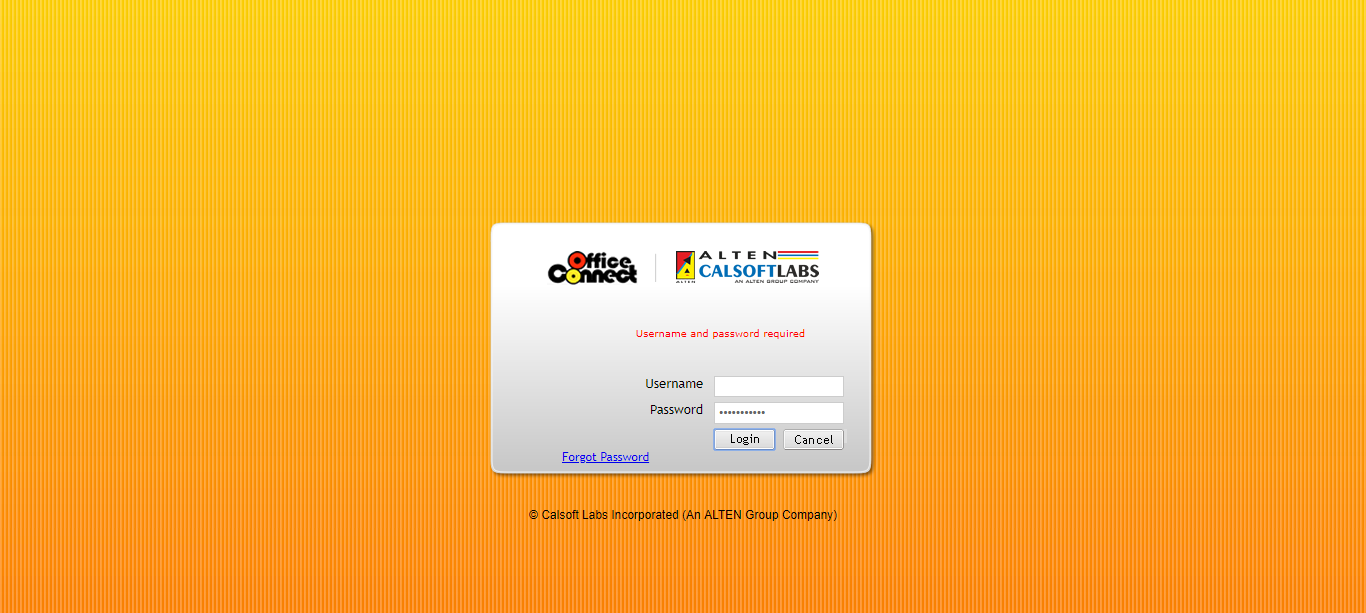 Office Connect
ALTEN
CALSOFTLABS
AN ALTEN GROUP COMPANY
ALTEN
Username and password required
Username
Password •••••••••••
Login Cancel
Forgot Password
© Calsoft Labs Incorporated (An ALTEN Group Company)